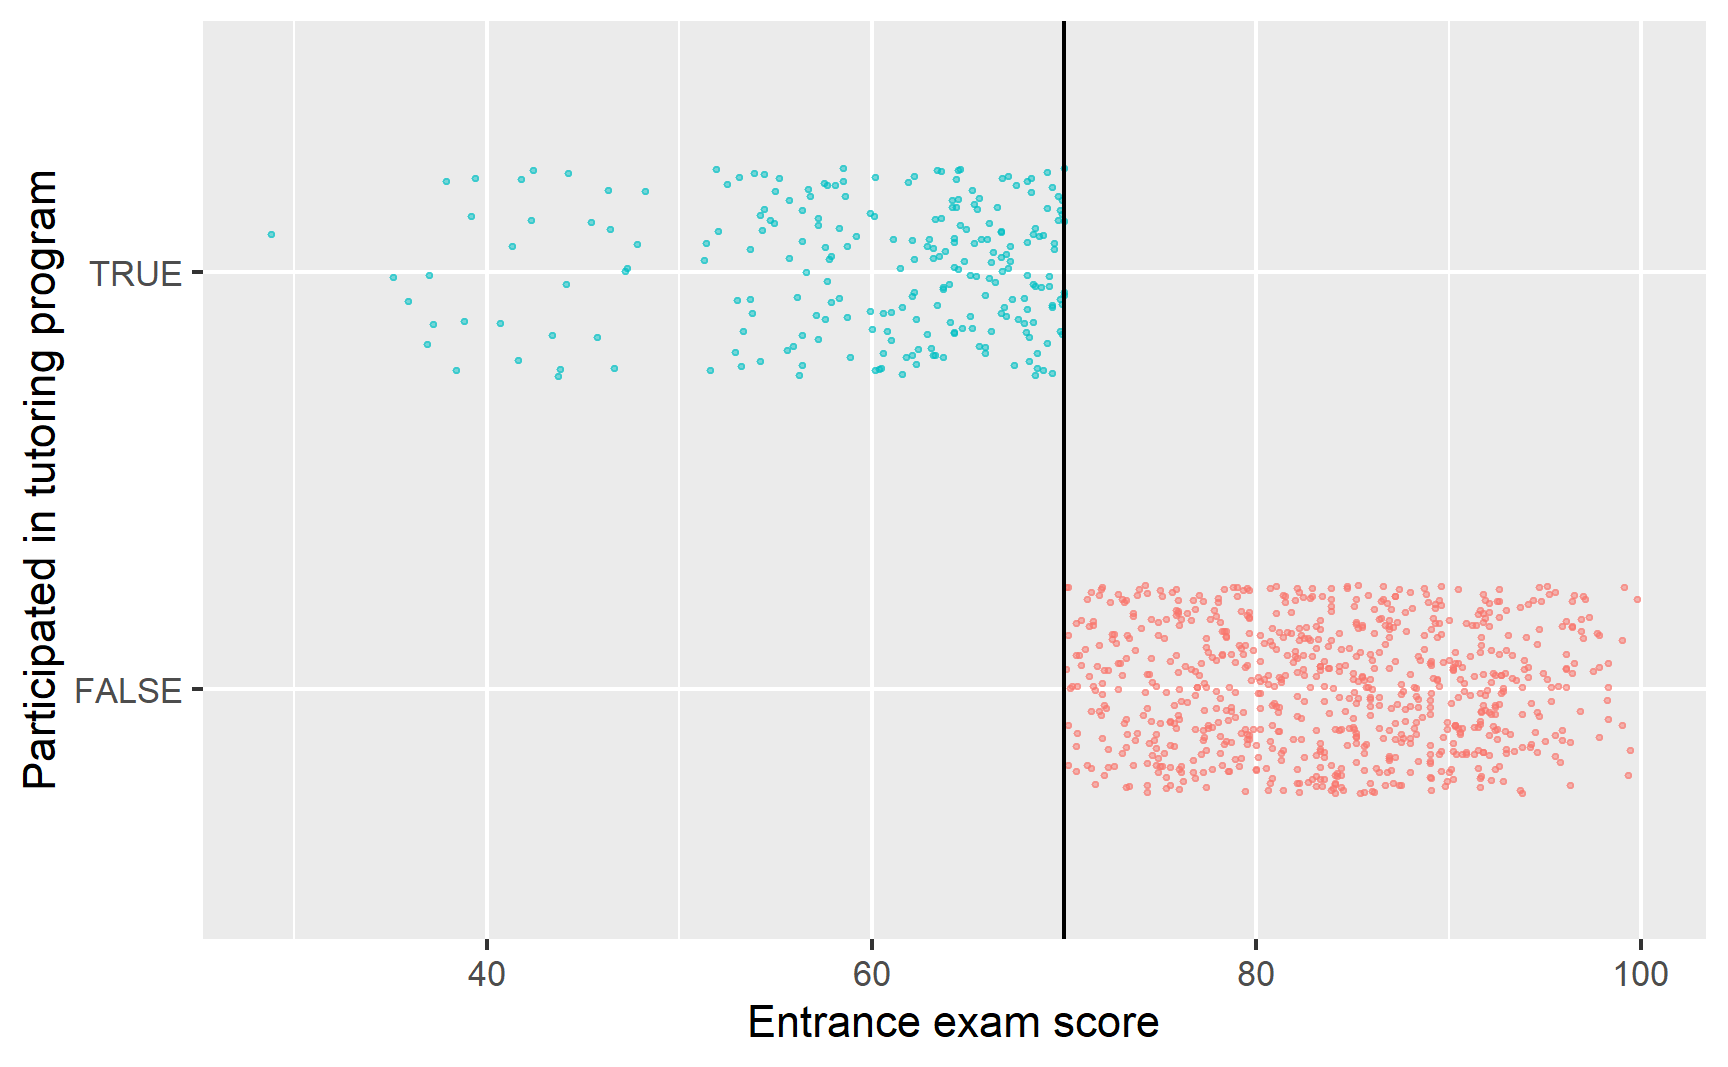 Participated in tutoring program
TRUE
FALSE
40
60
80
100
Entrance exam score